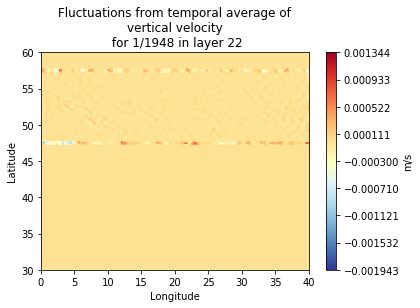 Fluctuations from temporal average of
vertical velocity
for 1/1948 in layer 22
60
55
50
45
40
35
30
Latitude
0 5 10 15 20 25 30 35 40
Longitude
0.001344
0.000933
0.000522
0.000111
−0.000300
−0.000710
−0.001121
−0.001532
−0.001943
m/s